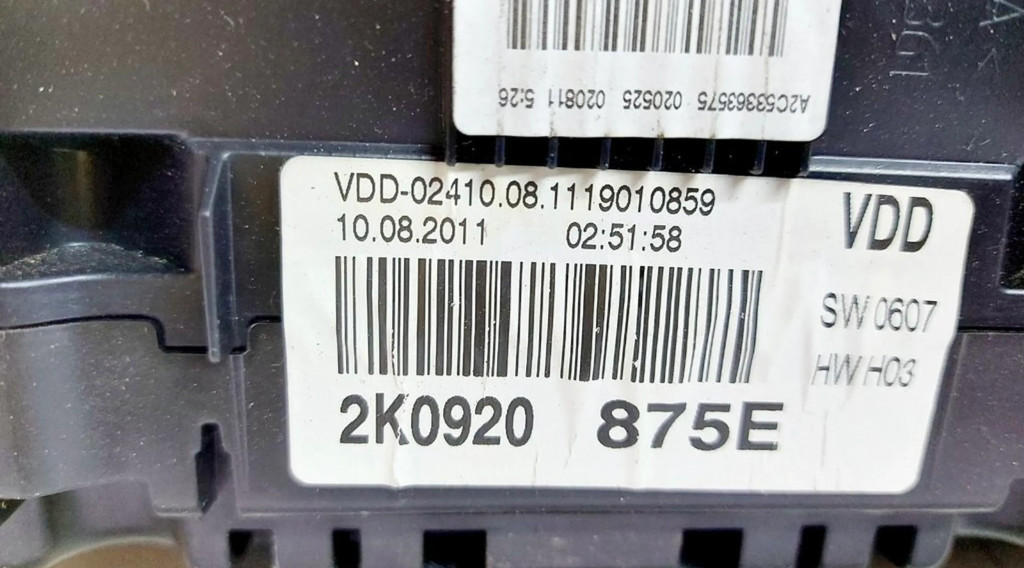 A2C53363575 020525 020811 5:26
VDD-02410.08.1119010859
10.08.2011 02:51:58
VDD
SW 0607
HW H03
2K0920 875E